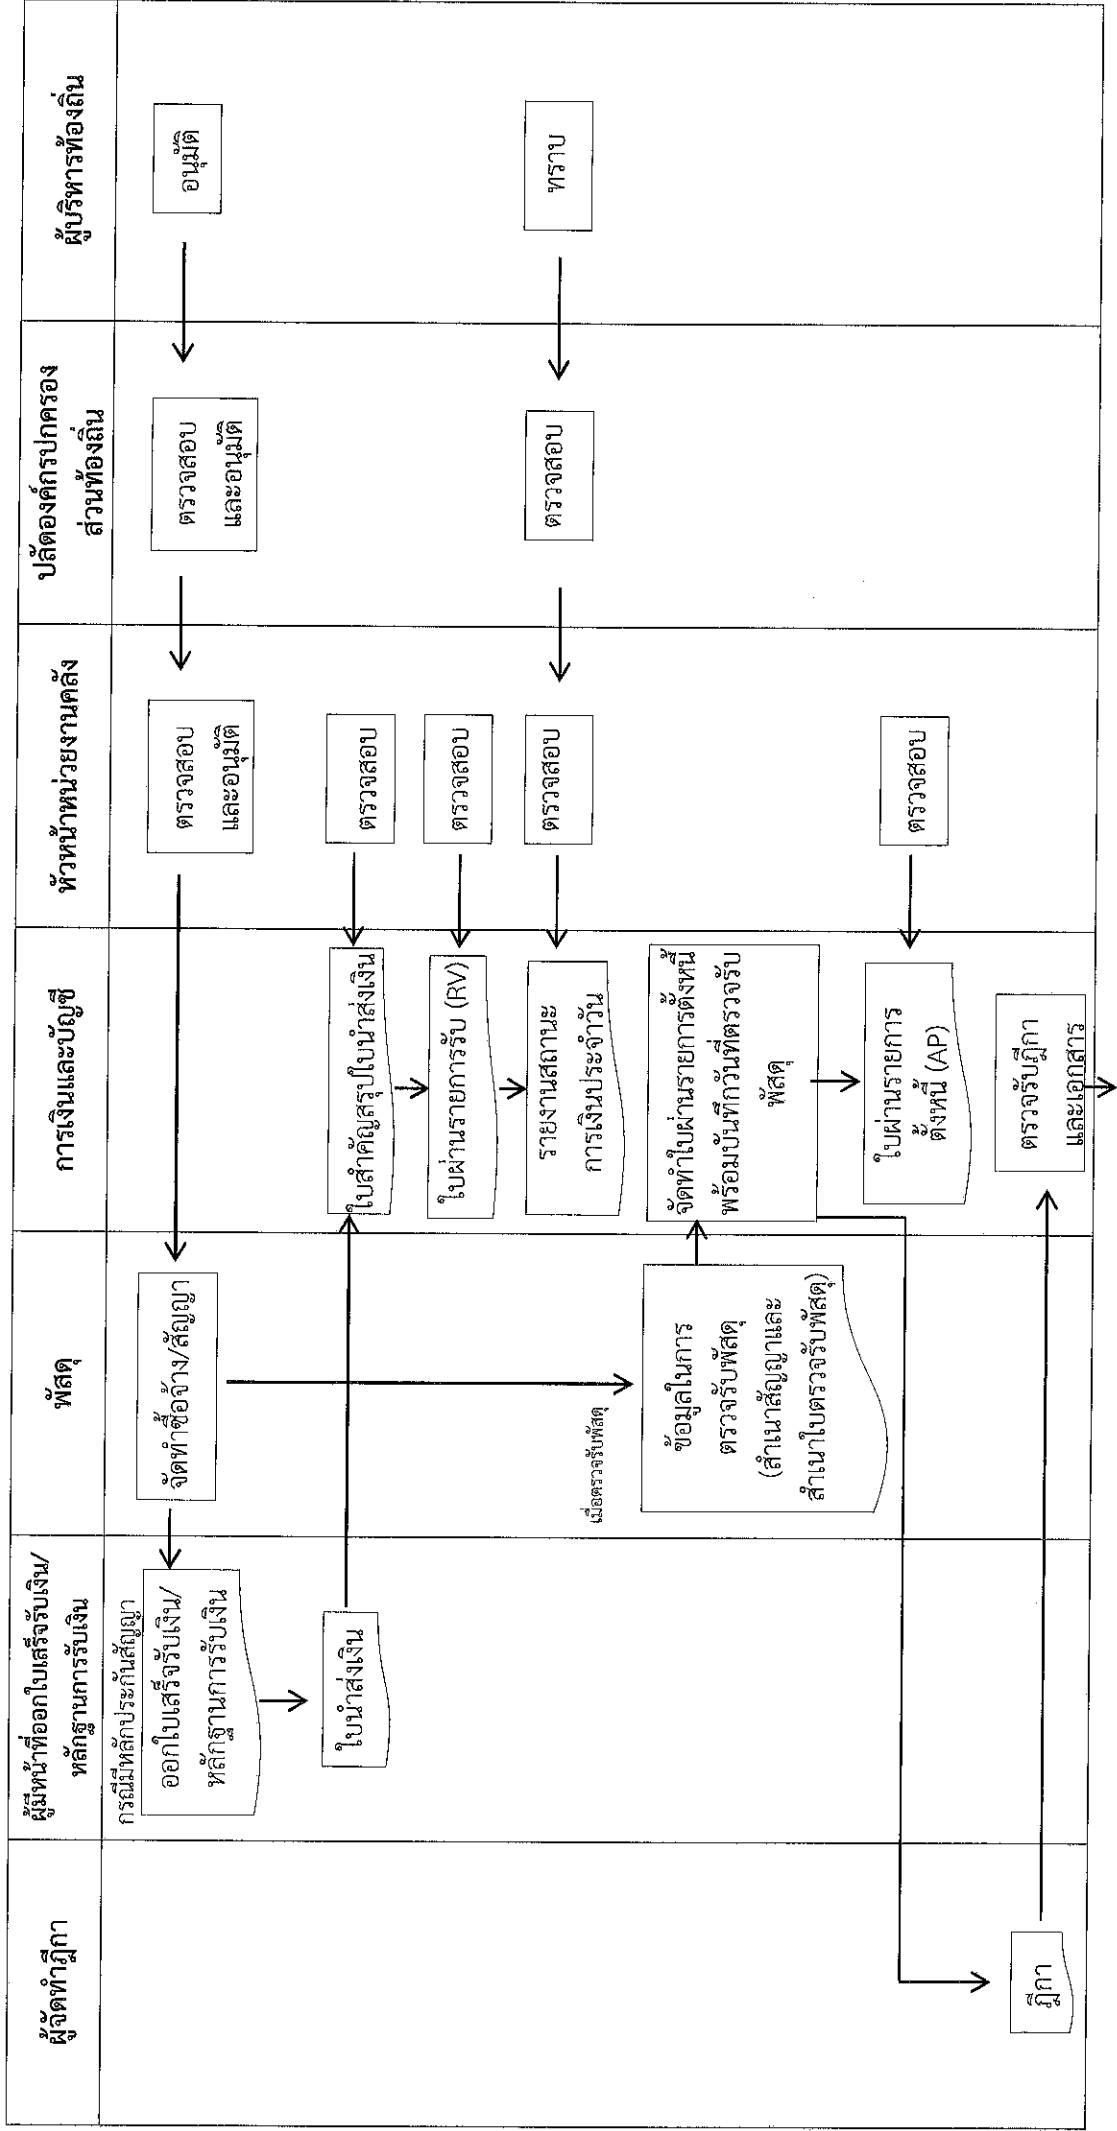 ผู้จัดทำฎีกา
ผู้มีหน้าที่ออกใบเสร็จรับเงิน/
หลักฐานการรับเงิน
พัสดุ
การเงินและบัญชี
หัวหน้าหน่วยงานคลัง
ปลัดองค์กรปกครอง
ส่วนท้องถิ่น
ผู้บริหารท้องถิ่น
กรณีมีหลักประกันสัญญา
ออกใบเสร็จรับเงิน/
หลักฐานการรับเงิน
จัดทำซื้อจ้าง/สัญญา
ตรวจสอบ
และอนุมัติ
ตรวจสอบ
และอนุมัติ
อนุมัติ
ใบนำส่งเงิน
ใบสำคัญสรุปใบนำส่งเงิน
ตรวจสอบ
ใบผ่านรายการรับ (RV)
ตรวจสอบ
รายงานสถานะ
การเงินประจำวัน
ตรวจสอบ
ตรวจสอบ
ทราบ
เมื่อตรวจรับพัสดุ
ข้อมูลในการ
ตรวจรับพัสดุ
(สำเนาสัญญาและ
สำเนาใบตรวจรับพัสดุ)
จัดทำใบผ่านรายการตั้งหนี้
พร้อมบันทึกวันที่ตรวจรับ
พัสดุ
ใบผ่านรายการ
ตั้งหนี้ (AP)
ตรวจสอบ
ฎีกา
ตรวจรับฎีกา
และเอกสาร